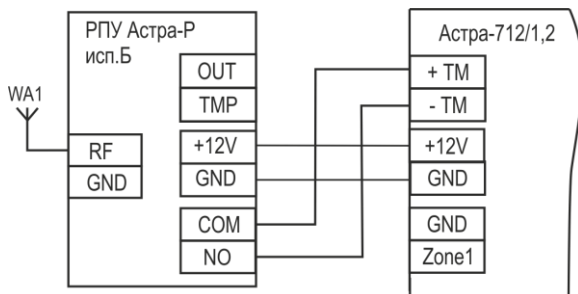 РПУ Астра-Р
исп.Б
WA1
RF
GND
OUT
TMP
+12V
GND
COM
NO
Астра-712/1,2
+ TM
- TM
+12V
GND
GND
Zone1